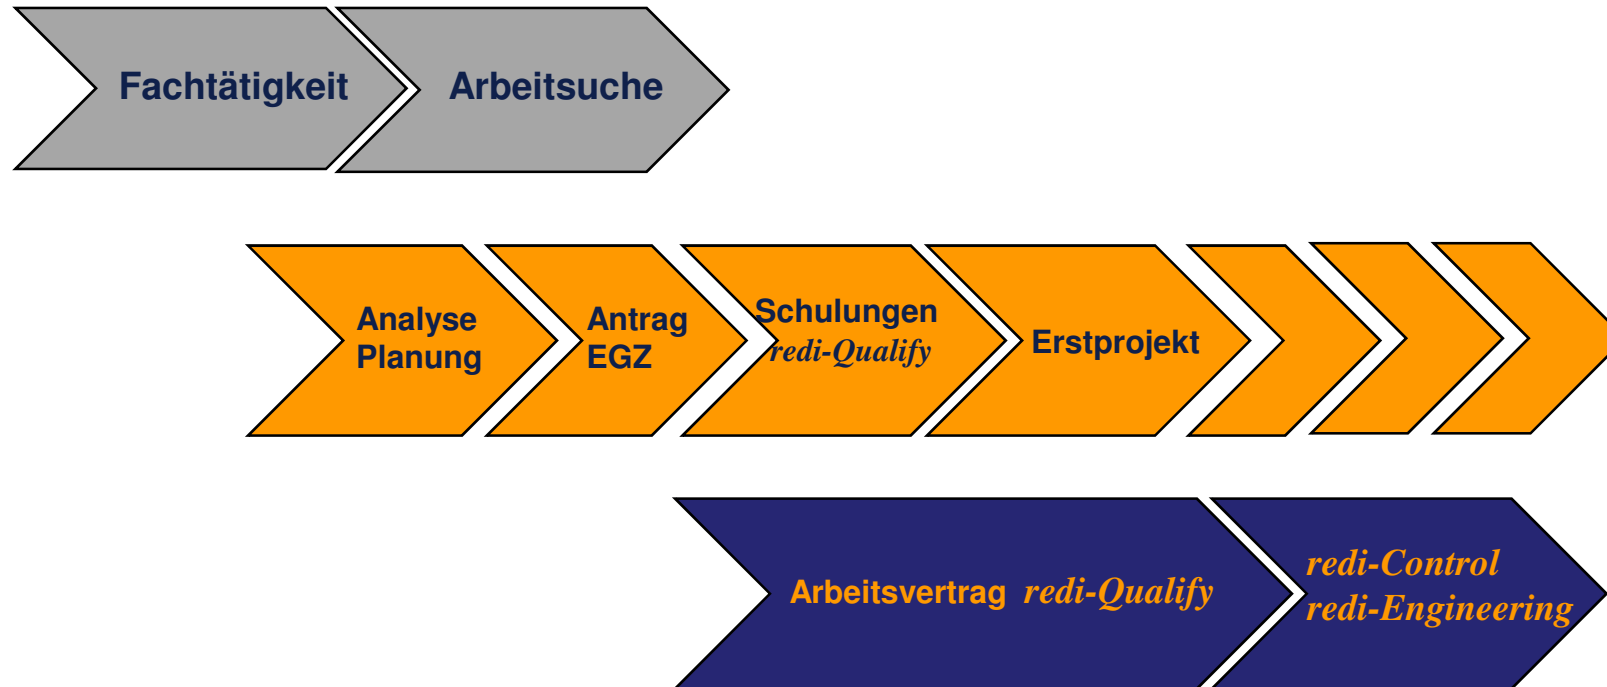 Fachtätigkeit
Arbeitsuche
Analyse
Planung
Antrag
EGZ
Schulungen
redi-Qualify
Erstprojekt
Arbeitsvertrag redi-Qualify
redi-Control
redi-Engineering